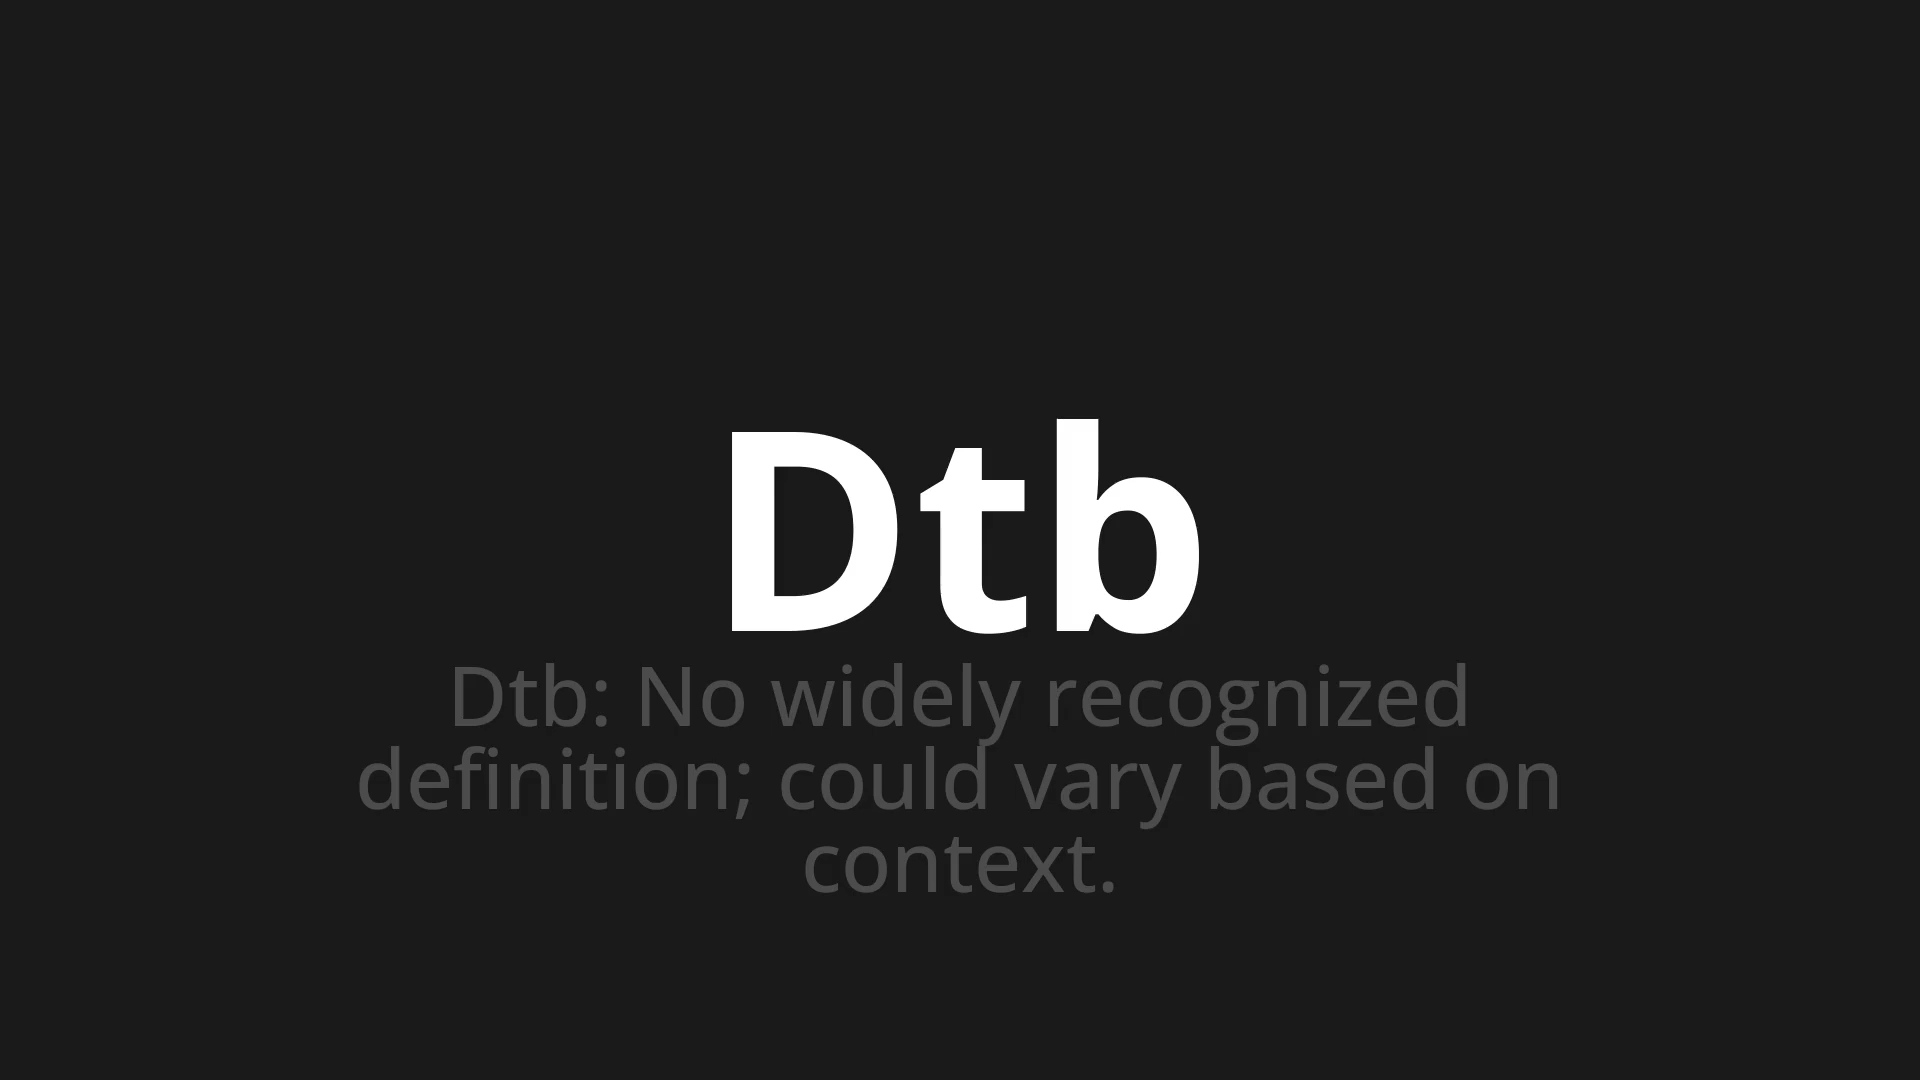 Dtb
Dtb: No widely recognized
definition; could vary based on
context.